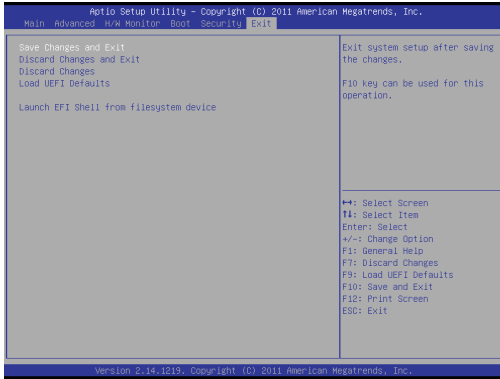 Aptio Setup Utility - Copyright (C) 2011 American Megatrends, Inc.
Main Advanced H/W Monitor Boot Security Exit
Save Changes and Exit
Discard Changes and Exit
Discard Changes
Load UEFI Defaults
Launch EFI Shell from filesystem device
Exit system setup after saving
the changes.
F10 key can be used for this
operation.
↔: Select Screen
↑↓: Select Item
Enter: Select
+/-: Change Option
F1: General Help
F7: Discard Changes
F9: Load UEFI Defaults
F10: Save and Exit
F12: Print Screen
ESC: Exit
Version 2.14.1219. Copyright (C) 2011 American Megatrends, Inc.